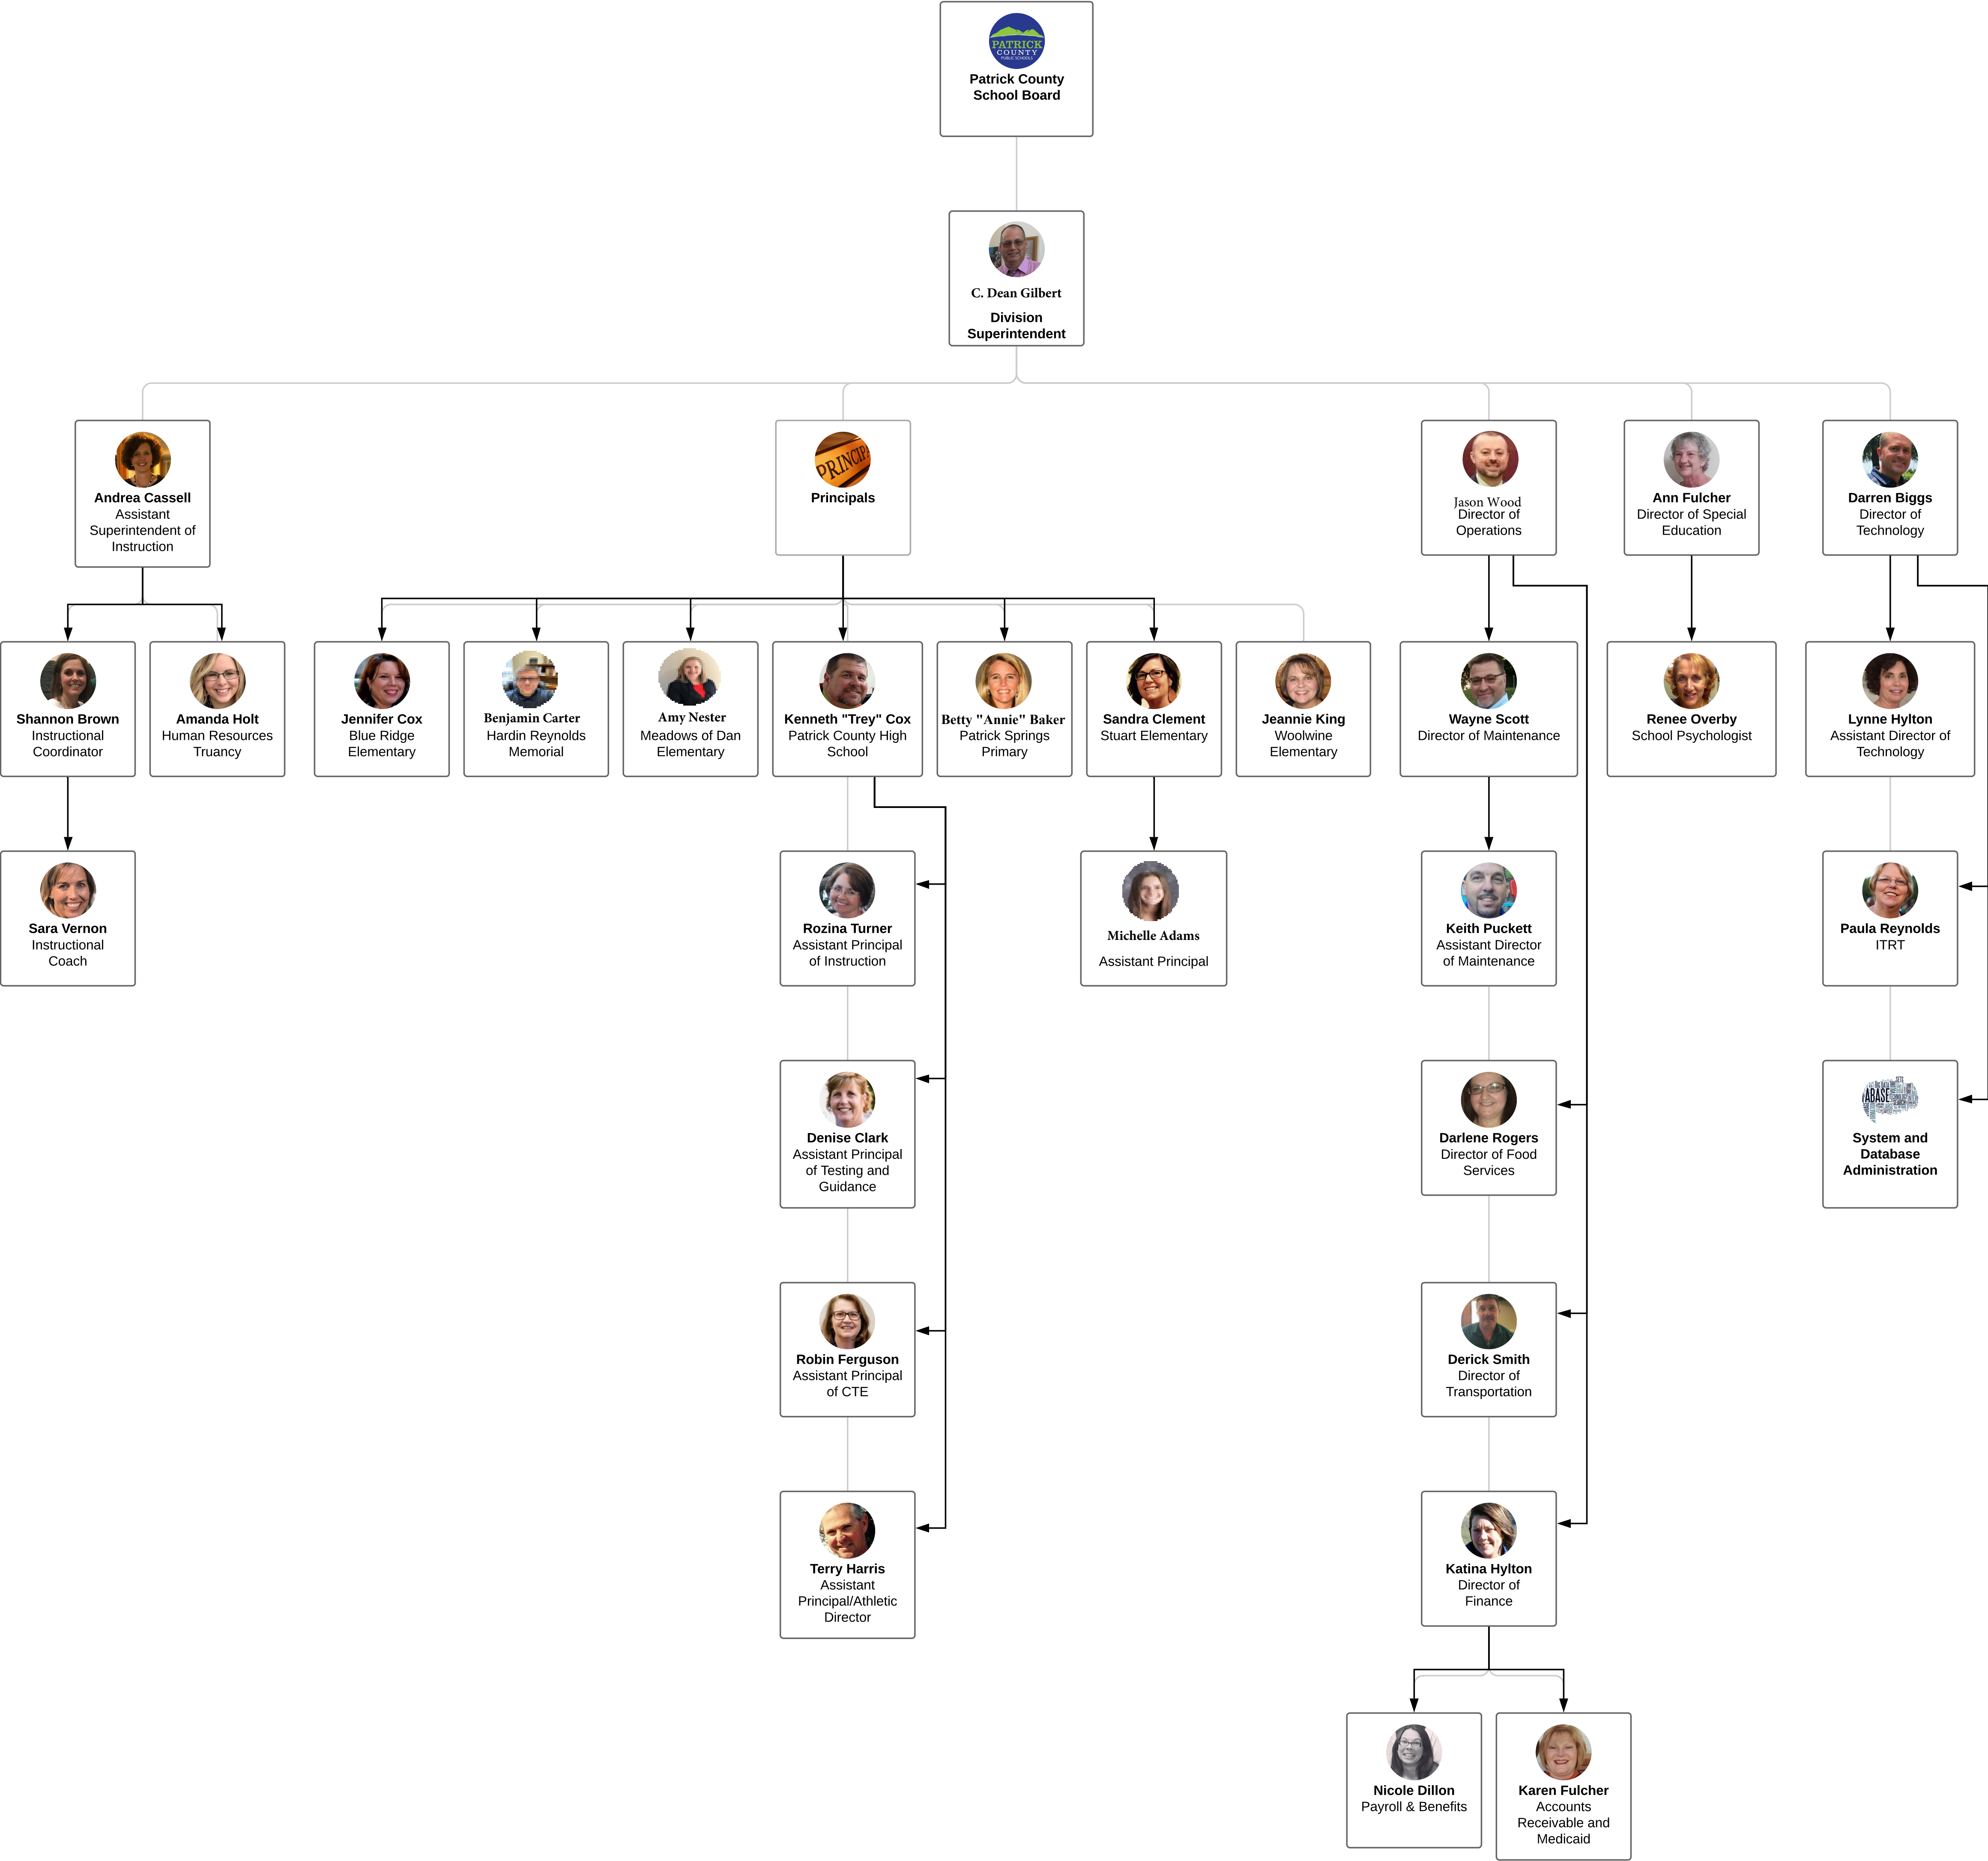 PATRICK
COUNTY
PUBLIC SCHOOLS
Patrick County
School Board
C. Dean Gilbert
Division
Superintendent
Andrea Cassell
Assistant
Superintendent of
Instruction
Principals
Jason Wood
Director of
Operations
Ann Fulcher
Director of Special
Education
Darren Biggs
Director of
Technology
Shannon Brown
Instructional
Coordinator
Amanda Holt
Human Resources
Truancy
Jennifer Cox
Blue Ridge
Elementary
Benjamin Carter
Hardin Reynolds
Memorial
Amy Nester
Meadows of Dan
Elementary
Kenneth "Trey" Cox
Patrick County High
School
Betty "Annie" Baker
Patrick Springs
Primary
Sandra Clement
Stuart Elementary
Jeannie King
Woolwine
Elementary
Wayne Scott
Director of Maintenance
Renee Overby
School Psychologist
Lynne Hylton
Assistant Director of
Technology
Sara Vernon
Instructional
Coach
Rozina Turner
Assistant Principal
of Instruction
Michelle Adams
Assistant Principal
Keith Puckett
Assistant Director
of Maintenance
Paula Reynolds
ITRT
Denise Clark
Assistant Principal
of Testing and
Guidance
Darlene Rogers
Director of Food
Services
ABASE
System and
Database
Administration
Robin Ferguson
Assistant Principal
of CTE
Derick Smith
Director of
Transportation
Terry Harris
Assistant
Principal/Athletic
Director
Katina Hylton
Director of
Finance
Nicole Dillon
Payroll & Benefits
Karen Fulcher
Accounts
Receivable and
Medicaid